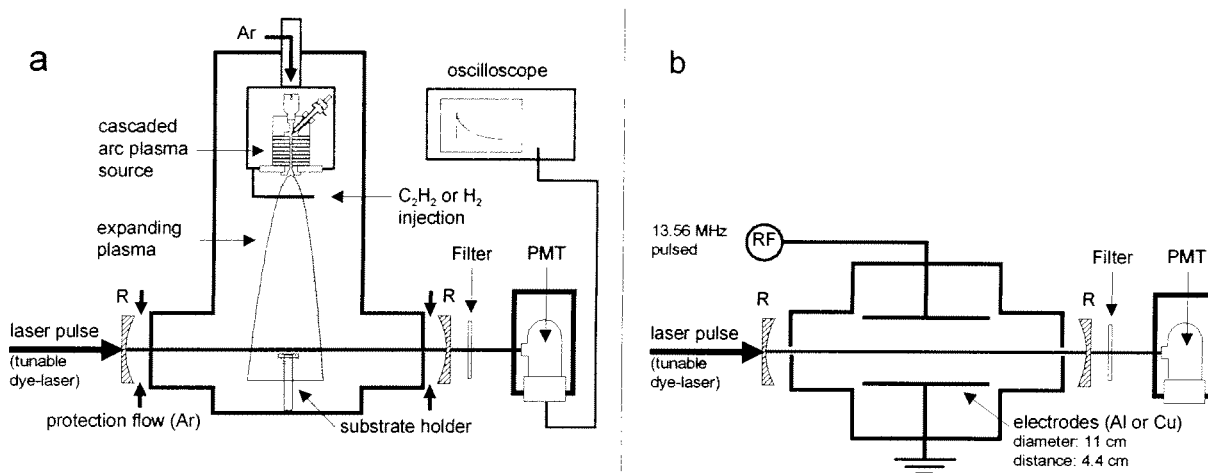 a
Ar
oscilloscope
cascaded
arc plasma
source
C₂H₂ or H₂
injection
expanding
plasma
Filter
PMT
R
R
laser pulse
(tunable
dye-laser)
protection flow (Ar)
substrate holder
b
13.56 MHz
pulsed
RF
Filter
PMT
R
R
laser pulse
(tunable
dye-laser)
electrodes (Al or Cu)
diameter: 11 cm
distance: 4.4 cm